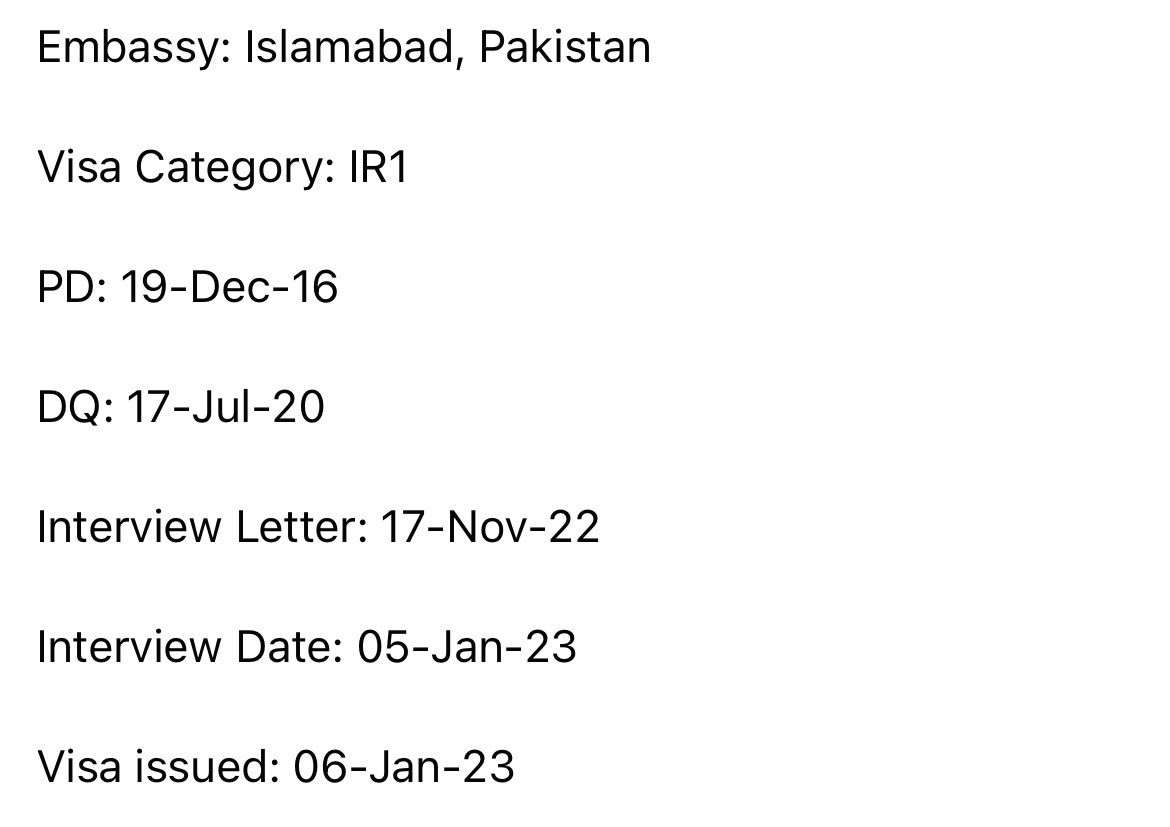 Embassy: Islamabad, Pakistan
Visa Category: IR1
PD: 19-Dec-16
DQ: 17-Jul-20
Interview Letter: 17-Nov-22
Interview Date: 05-Jan-23
Visa issued: 06-Jan-23